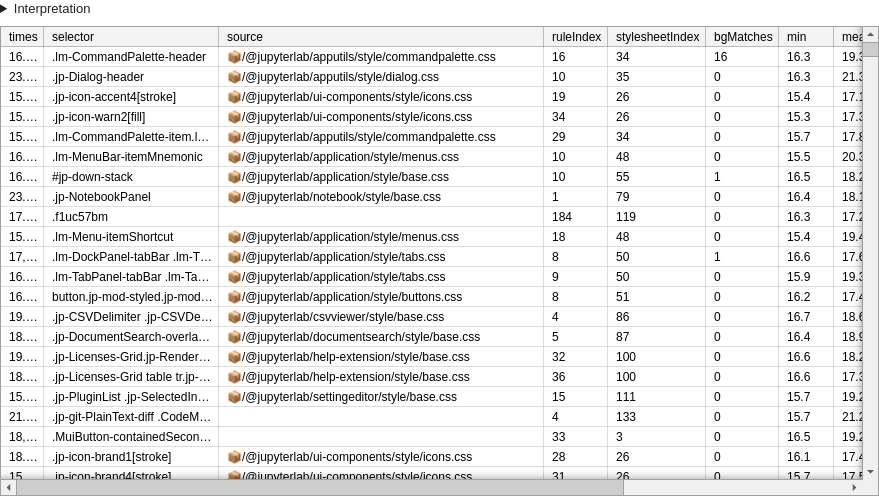 Interpretation
times selector source ruleIndex stylesheetIndex bgMatches min
16.… .lm-CommandPalette-header 📦/@jupyterlab/apputils/style/commandpalette.css 16 34 16 16.3 19.3
23.… .jp-Dialog-header 📦/@jupyterlab/apputils/style/dialog.css 10 35 0 16.3 21.3
15.… .jp-icon-accent4[stroke] 📦/@jupyterlab/ui-components/style/icons.css 19 26 0 15.4 17.1
15.… .jp-icon-warn2[fill] 📦/@jupyterlab/ui-components/style/icons.css 34 26 0 15.3 17.3
15.… .lm-CommandPalette-item.l… 📦/@jupyterlab/apputils/style/commandpalette.css 29 34 0 15.7 17.8
16.… .lm-MenuBar-itemMnemonic 📦/@jupyterlab/application/style/menus.css 10 48 0 15.5 20.3
16.… #jp-down-stack 📦/@jupyterlab/application/style/base.css 10 55 1 16.5 18.2
23.… .jp-NotebookPanel 📦/@jupyterlab/notebook/style/base.css 1 79 0 16.4 18.1
17.… .f1uc57bm 184 119 0 16.3 17.2
15.… .lm-Menu-itemShortcut 📦/@jupyterlab/application/style/menus.css 18 48 0 15.4 19.4
17,… .lm-DockPanel-tabBar .lm-T… 📦/@jupyterlab/application/style/tabs.css 8 50 1 16.6 17.6
16.… .lm-TabPanel-tabBar .lm-Ta… 📦/@jupyterlab/application/style/tabs.css 9 50 0 15.9 19.3
16.… button.jp-mod-styled.jp-mod… 📦/@jupyterlab/application/style/buttons.css 8 51 0 16.2 17.4
19.… .jp-CSVDelimiter .jp-CSVDe… 📦/@jupyterlab/csvviewer/style/base.css 4 86 0 16.7 18.6
18.… .jp-DocumentSearch-overla… 📦/@jupyterlab/documentsearch/style/base.css 5 87 0 16.4 18.9
19.… .jp-Licenses-Grid.jp-Render… 📦/@jupyterlab/help-extension/style/base.css 32 100 0 16.6 18.2
18.… .jp-Licenses-Grid table tr.jp-… 📦/@jupyterlab/help-extension/style/base.css 36 100 0 16.6 17.3
15.… .jp-PluginList .jp-SelectedIn… 📦/@jupyterlab/settingeditor/style/base.css 15 111 0 15.7 19.2
21.… .jp-git-PlainText-diff .CodeM… 4 133 0 15.7 21.2
18,… .MuiButton-containedSecon… 33 3 0 16.5 19.2
18.… .jp-icon-brand1[stroke] 📦/@jupyterlab/ui-components/style/icons.css 28 26 0 16.1 17.4
15.… .jp-icon-brand4[stroke] 📦/@jupyterlab/ui-components/style/icons.css 31 26 0 15.7 17.5